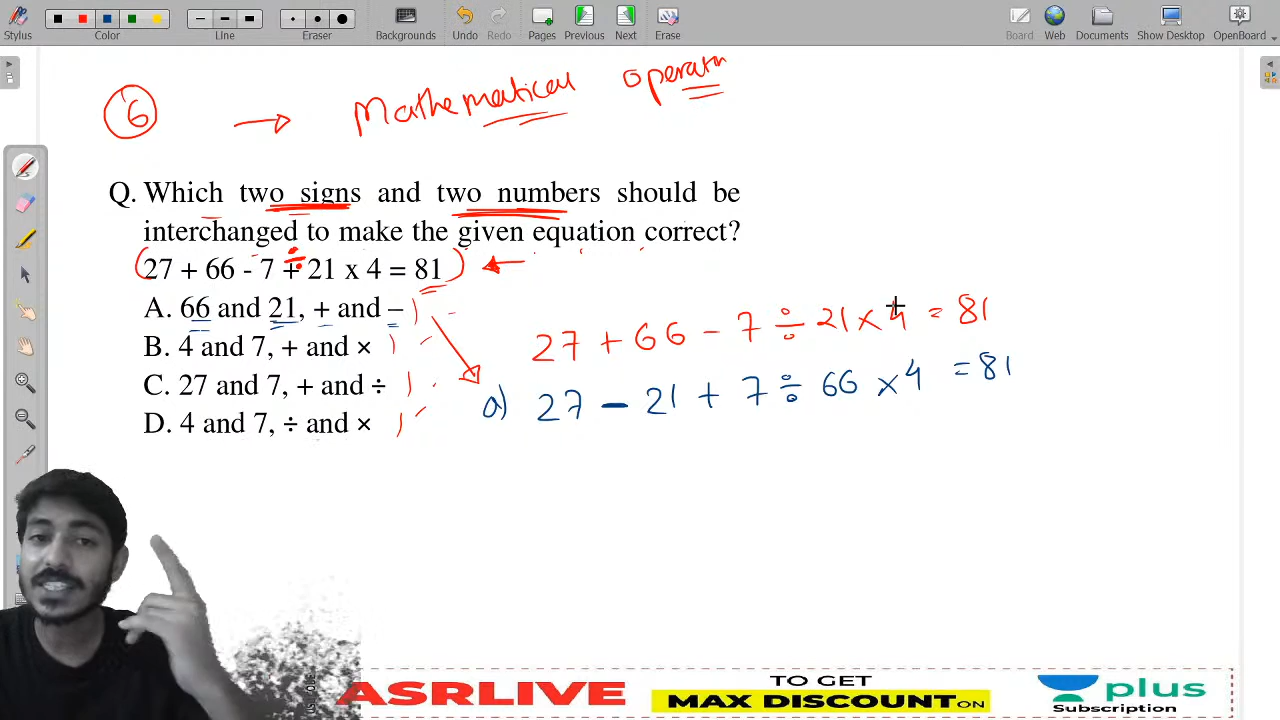 Stylus Color Line Eraser Backgrounds Undo Redo Pages Previous Next Erase Board Web Documents Show Desktop OpenBoard
6 → Mathematical operatn
Q. Which two signs and two numbers should be
interchanged to make the given equation correct?
(27 + 66 - 7 ÷ 21 x 4 = 81)
A. 66 and 21, + and –
B. 4 and 7, + and ×
C. 27 and 7, + and ÷
D. 4 and 7, ÷ and ×
27 + 66 - 7 ÷ 21 × 4 = 81
a) 27 - 21 + 7 ÷ 66 × 4 = 81
ASRLIVE
TO GET
MAX DISCOUNT ON
plus
Subscription